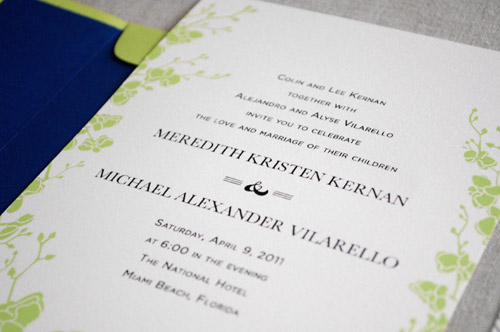 Colin and Lee Kernan
together with
Alejandro and Alyse Vilarello
invite you to celebrate
the love and marriage of their children
MEREDITH KRISTEN KERNAN
&
MICHAEL ALEXANDER VILARELLO
Saturday, April 9, 2011
at 6:00 in the evening
The National Hotel
Miami Beach, Florida